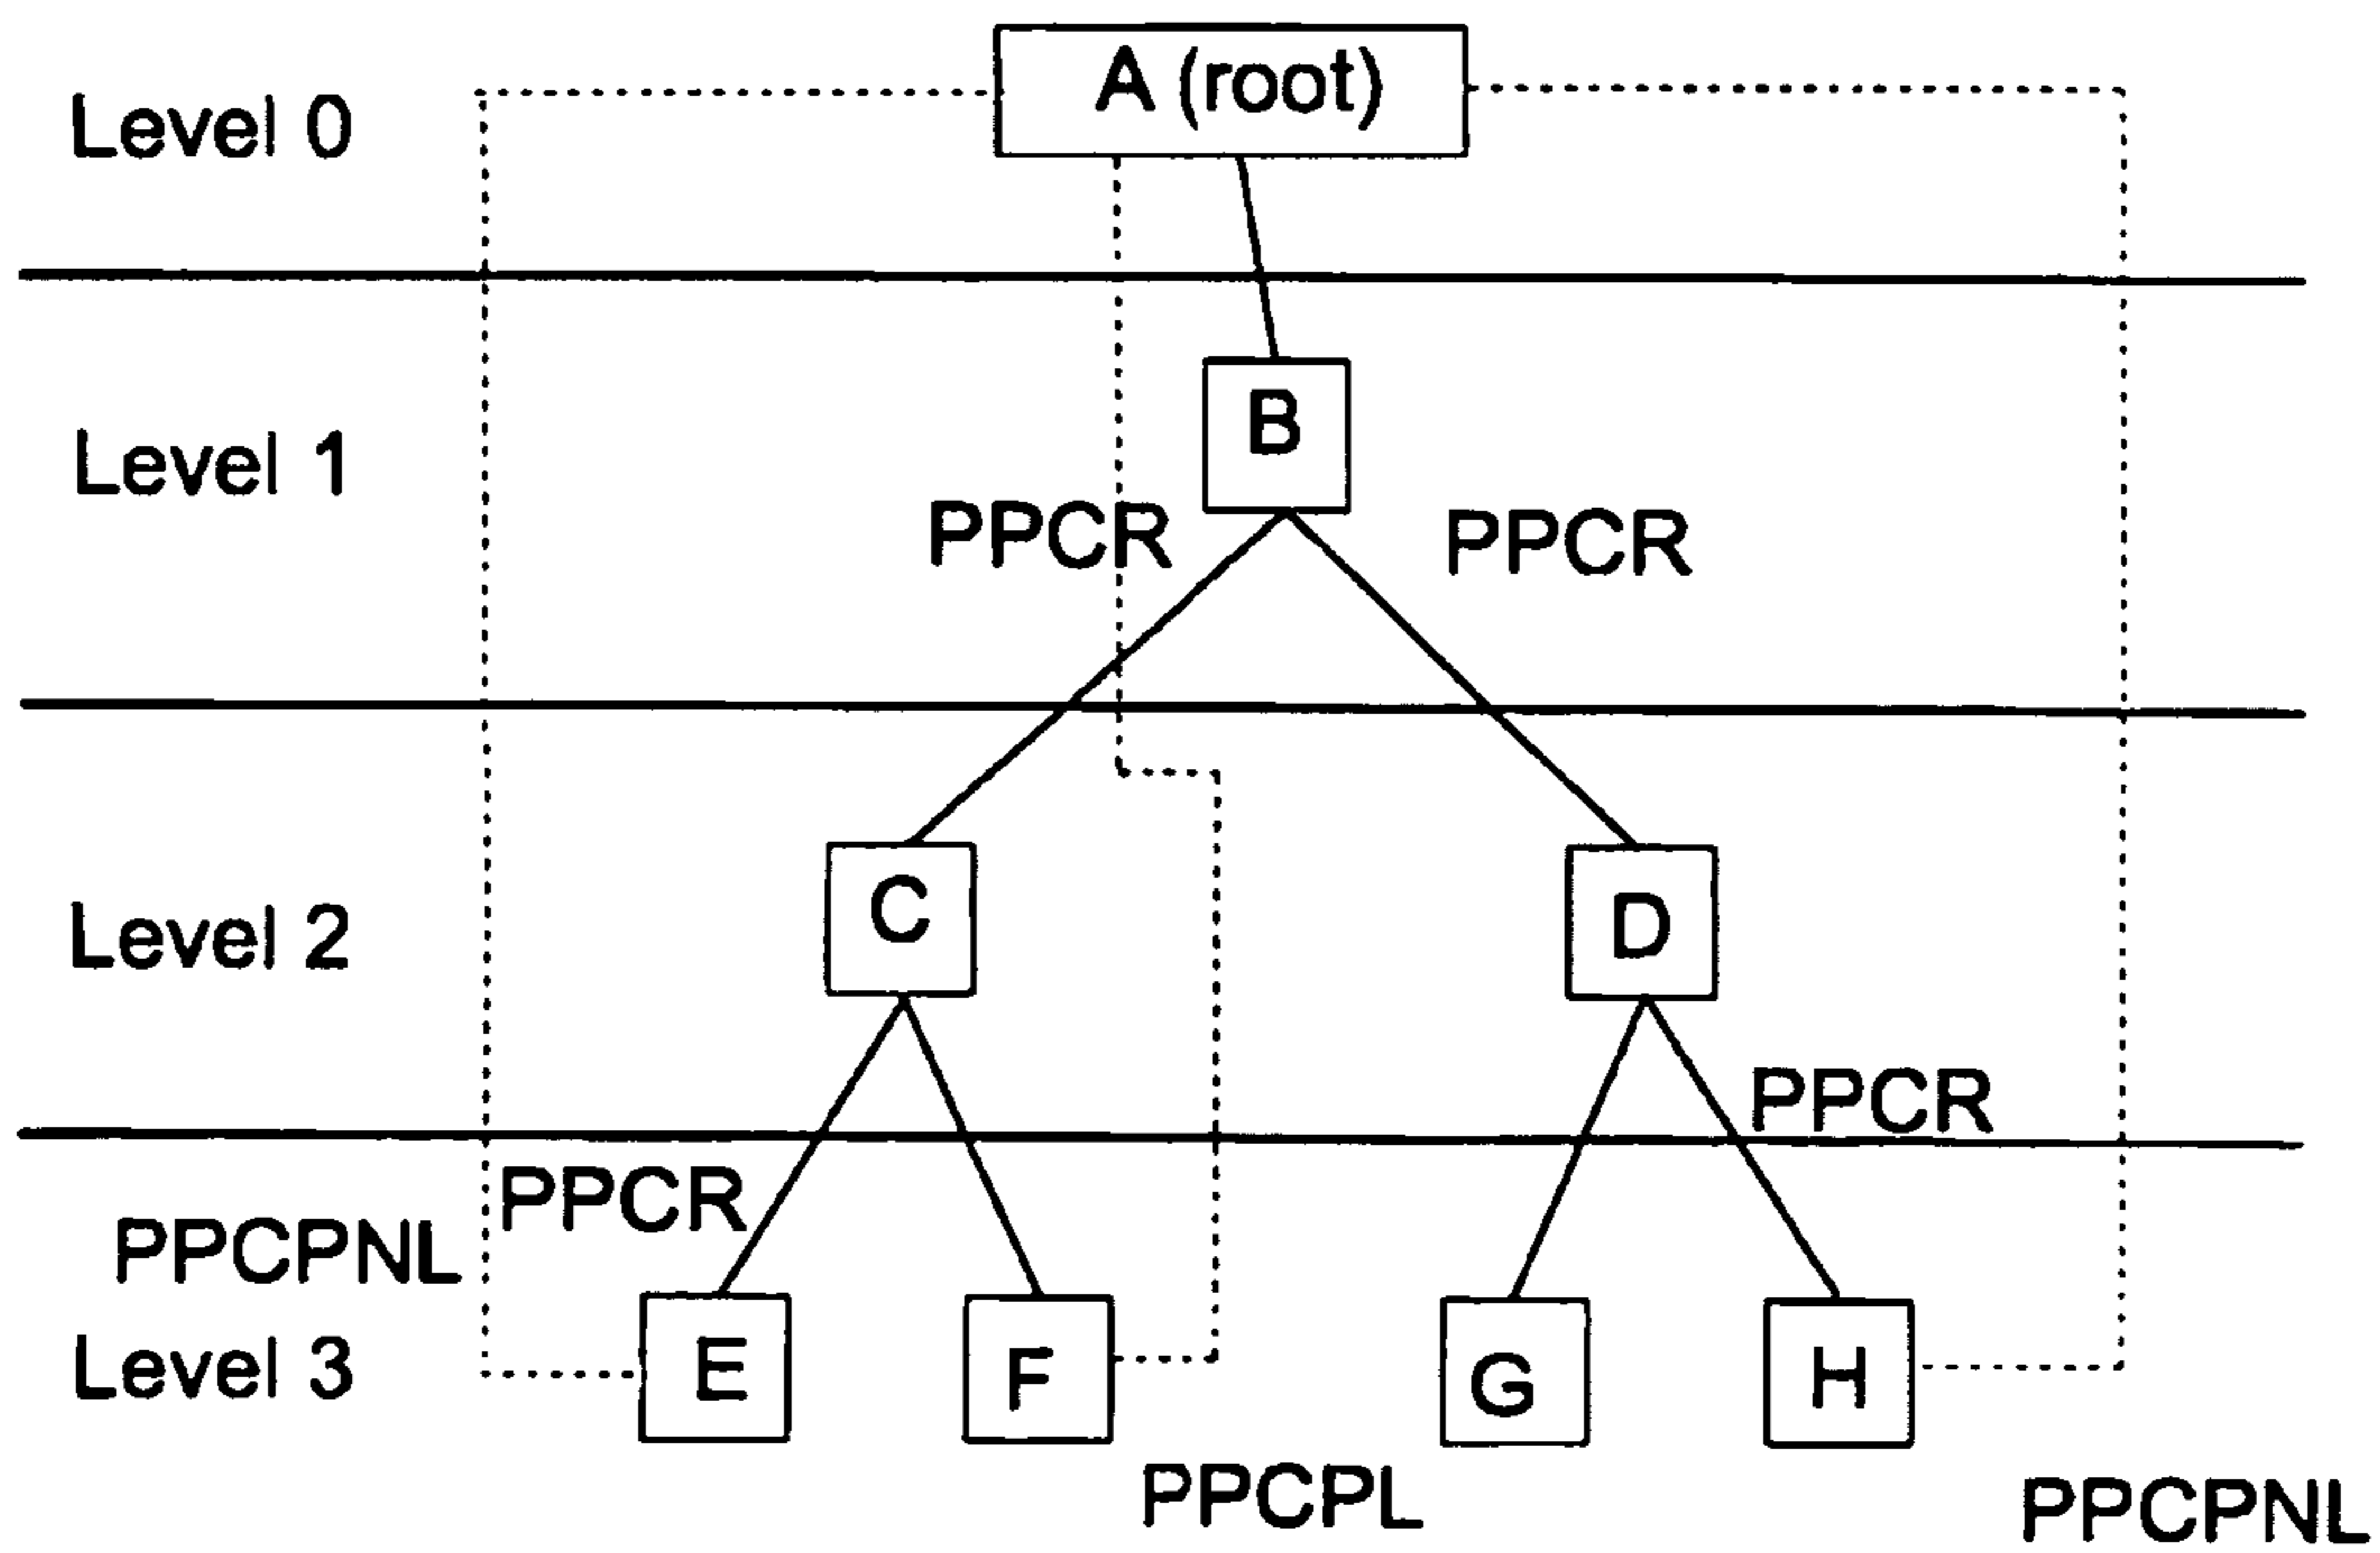 A (root)
Level 0
B
Level 1
PPCR
PPCR
C
D
Level 2
PPCR
PPCR
PPCPNL
Level 3
E
F
G
H
PPCPL
PPCPNL